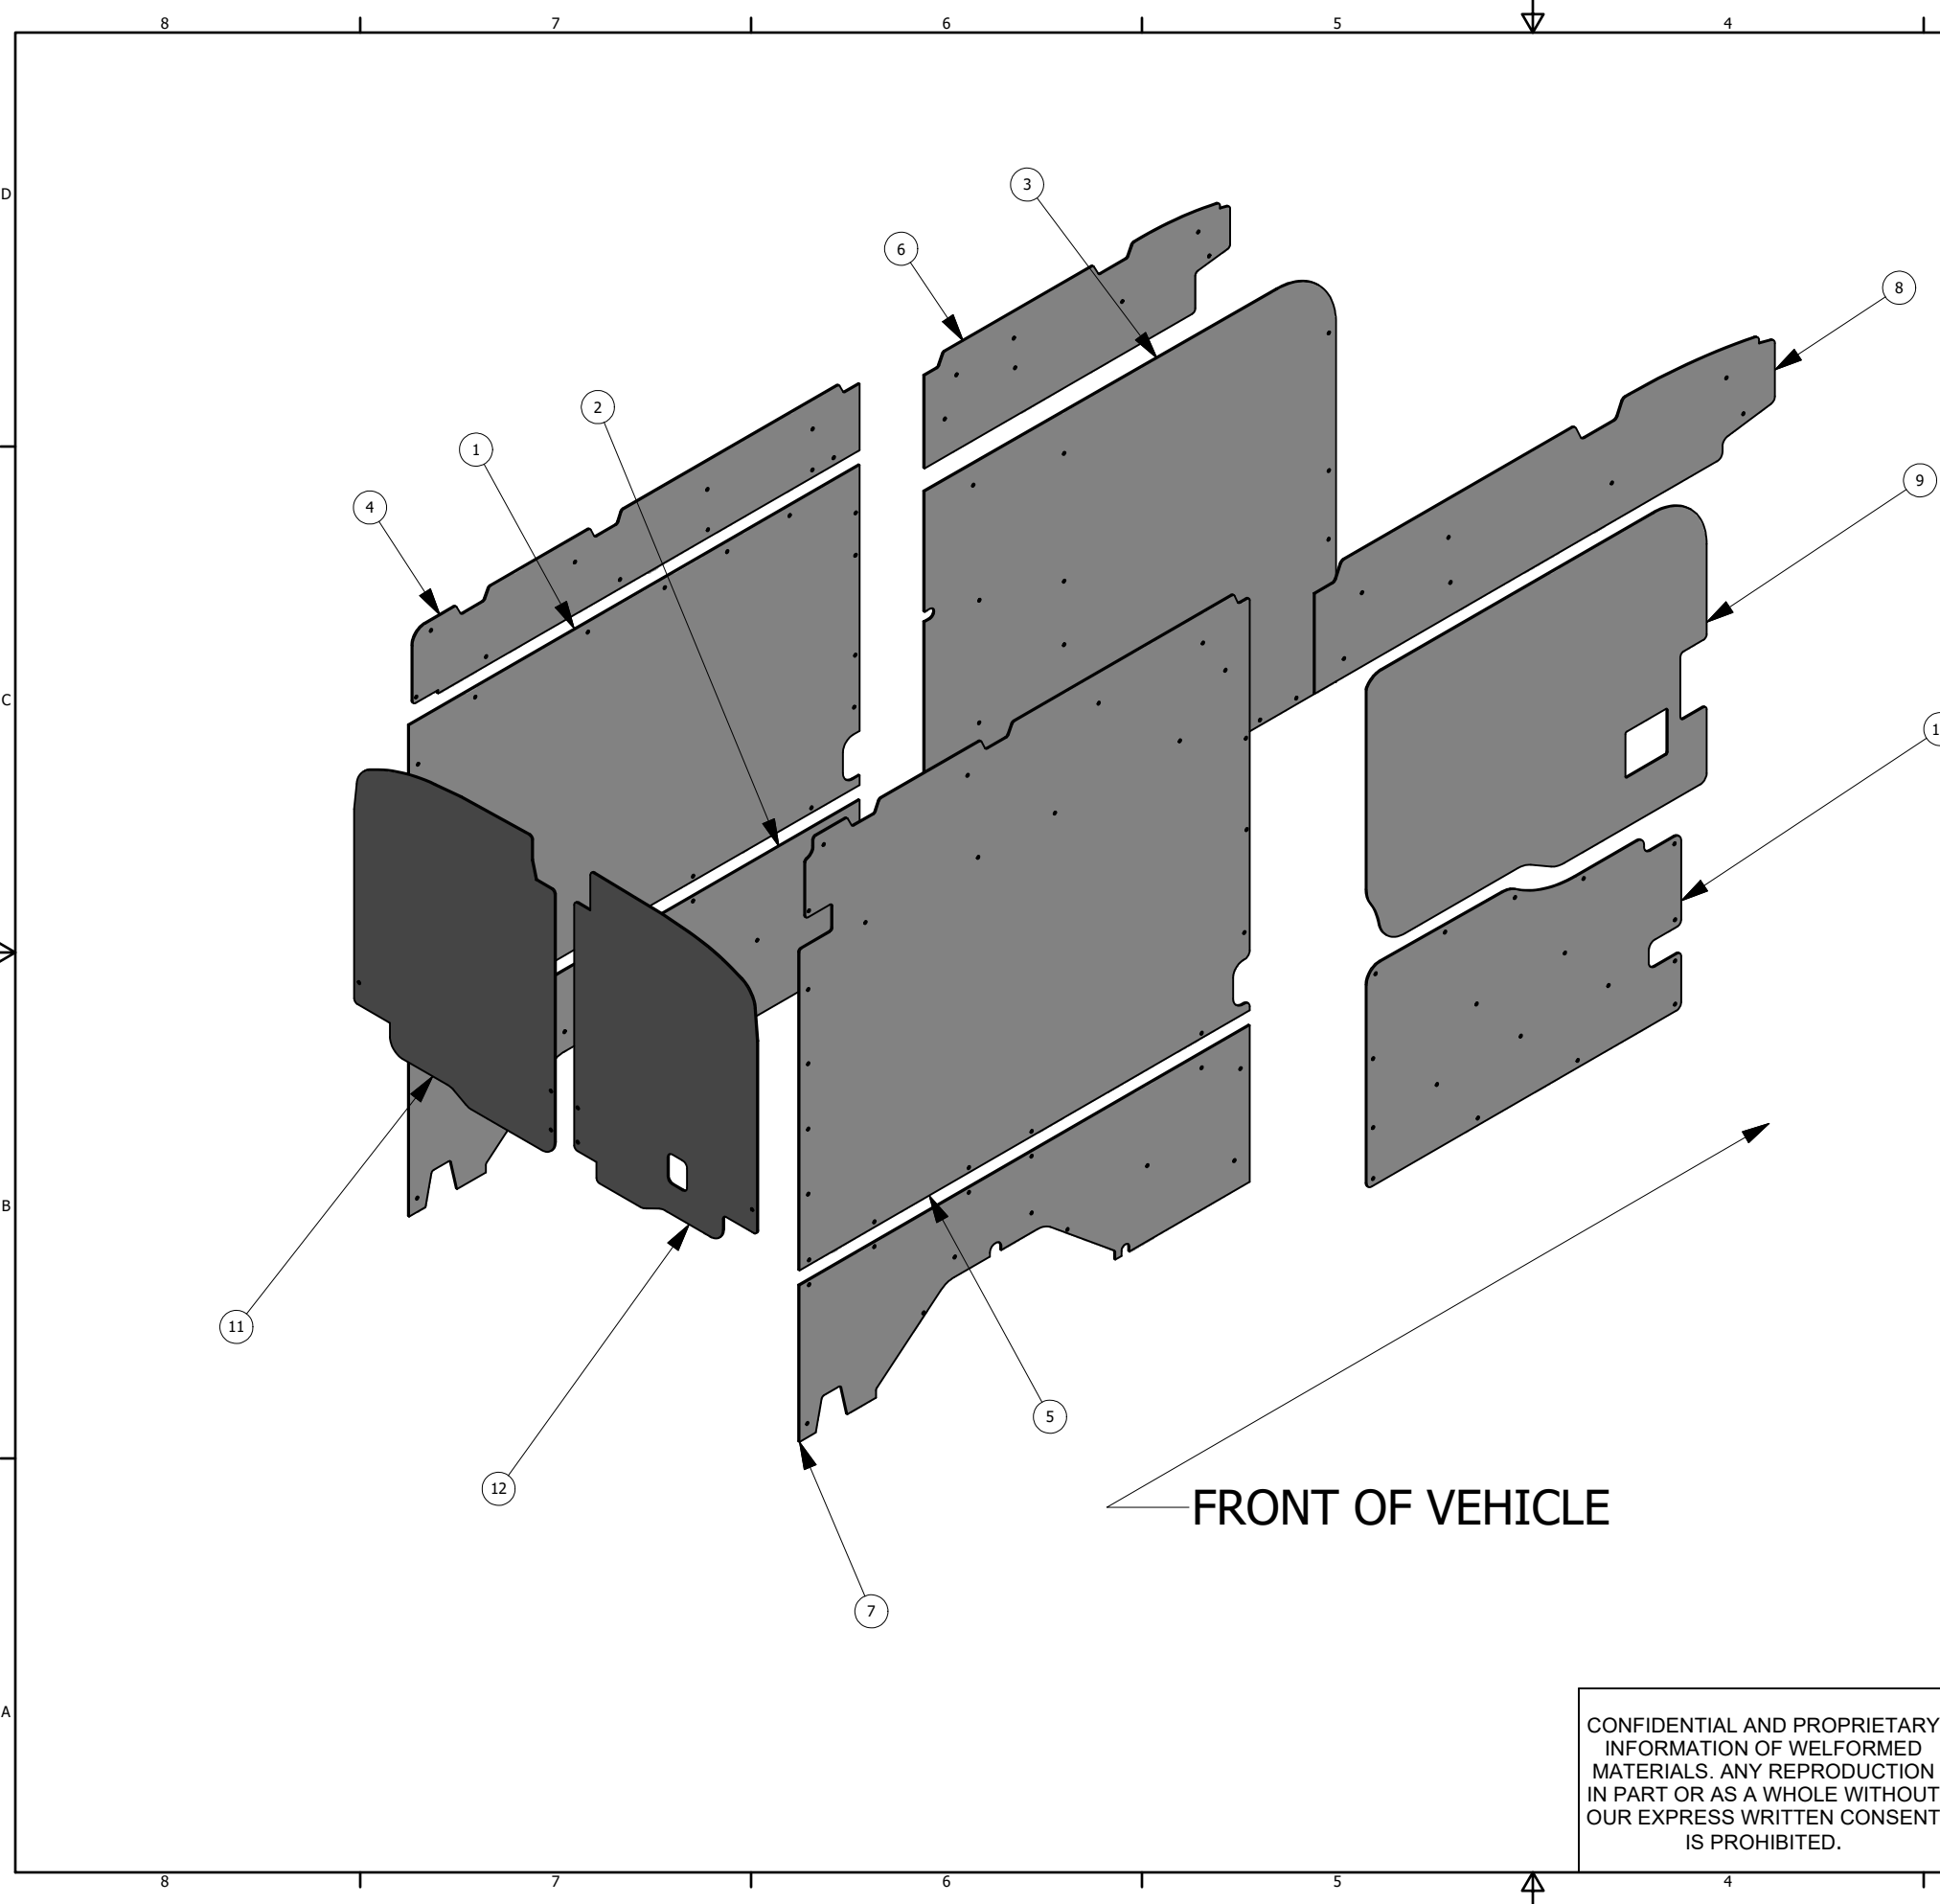 8 7 6 5 4
D
3
6
8
2
1
9
4
C
1
B
11
5
12
FRONT OF VEHICLE
7
A
CONFIDENTIAL AND PROPRIETARY
INFORMATION OF WELFORMED
MATERIALS. ANY REPRODUCTION
IN PART OR AS A WHOLE WITHOUT
OUR EXPRESS WRITTEN CONSENT
IS PROHIBITED.
8 7 6 5 4